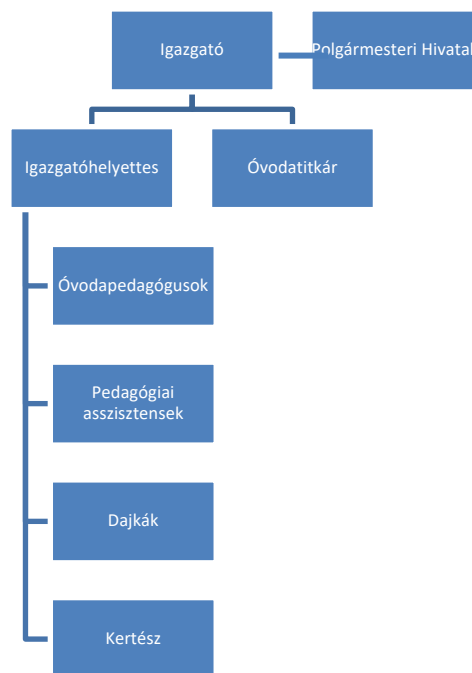 Igazgató
Polgármesteri Hivatal
Igazgatóhelyettes
Óvodatitkár
Óvodapedagógusok
Pedagógiai
asszisztensek
Dajkák
Kertész